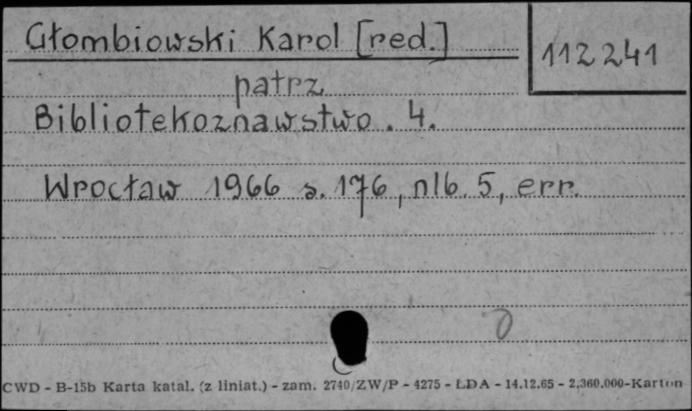 Głombiowski Karol [red.]
112241
patrz
Bibliotekoznawstwo. 4.
Wrocław 1966 s. 176, nlb. 5, err.
CWD - B-15b Karta katal. (z liniat.) - zam. 2740/ZW/P - 4275 - ŁDA - 14.12.65 - 2.360.000-Karton